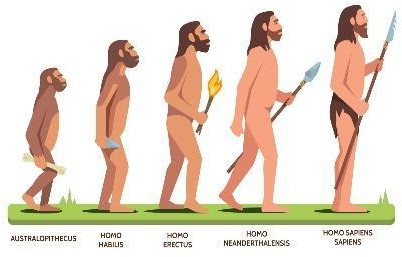 AUSTRALOPITHECUS
HOMO
HABILIS
HOMO
ERECTUS
HOMO
NEANDERTHALENSIS
HOMO SAPIENS
SAPIENS